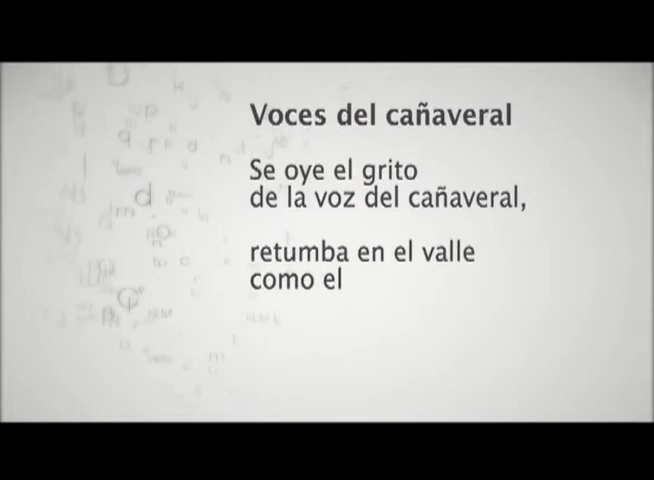 Voces del cañaveral
Se oye el grito
de la voz del cañaveral,
retumba en el valle
como el